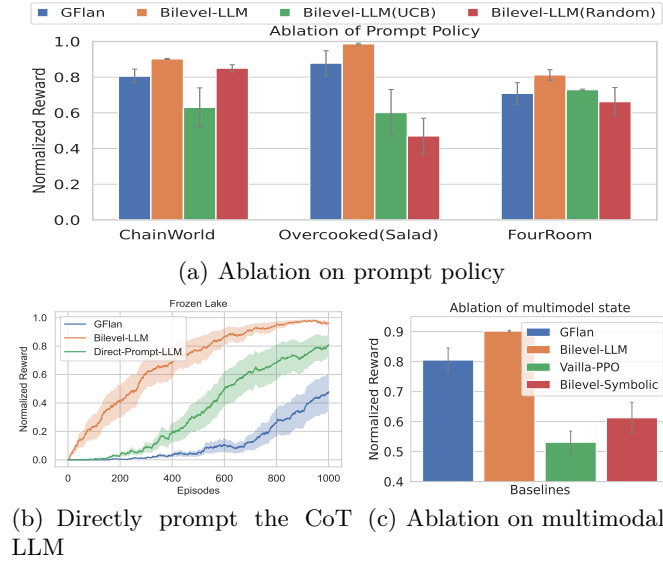 GFlan Bilevel-LLM Bilevel-LLM(UCB) Bilevel-LLM(Random)
Ablation of Prompt Policy
Normalized Reward
1.0
0.8
0.6
0.4
0.2
0.0
ChainWorld Overcooked(Salad) FourRoom
(a) Ablation on prompt policy
Frozen Lake
Normalized Reward
1.0
0.8
0.6
0.4
0.2
0.0
GFlan
Bilevel-LLM
Direct-Prompt-LLM
0 200 400 600 800 1000
Episodes
Ablation of multimodel state
Normalized Reward
0.9
0.8
0.7
0.6
0.5
0.4
GFlan
Bilevel-LLM
Vailla-PPO
Bilevel-Symbolic
Baselines
(b) Directly prompt the CoT
LLM
(c) Ablation on multimodal